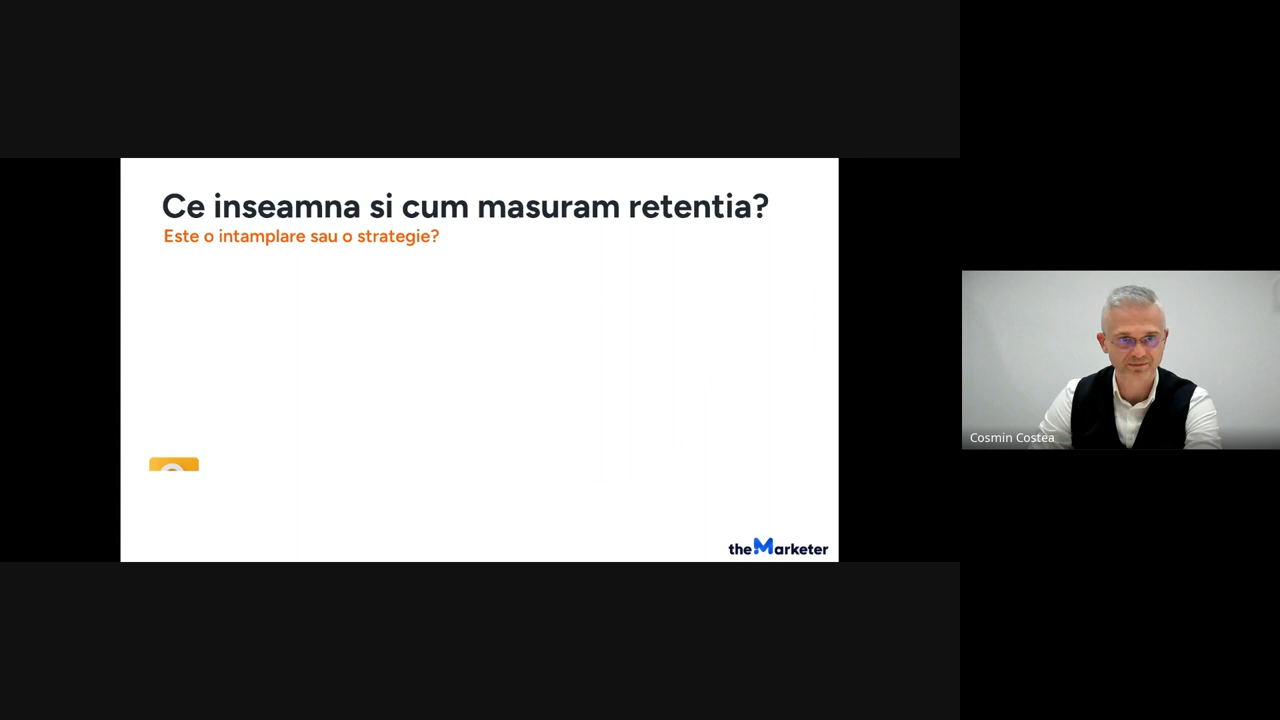 Ce inseamna si cum masuram retentia?
Este o intamplare sau o strategie?
theMarketer
Cosmin Costea